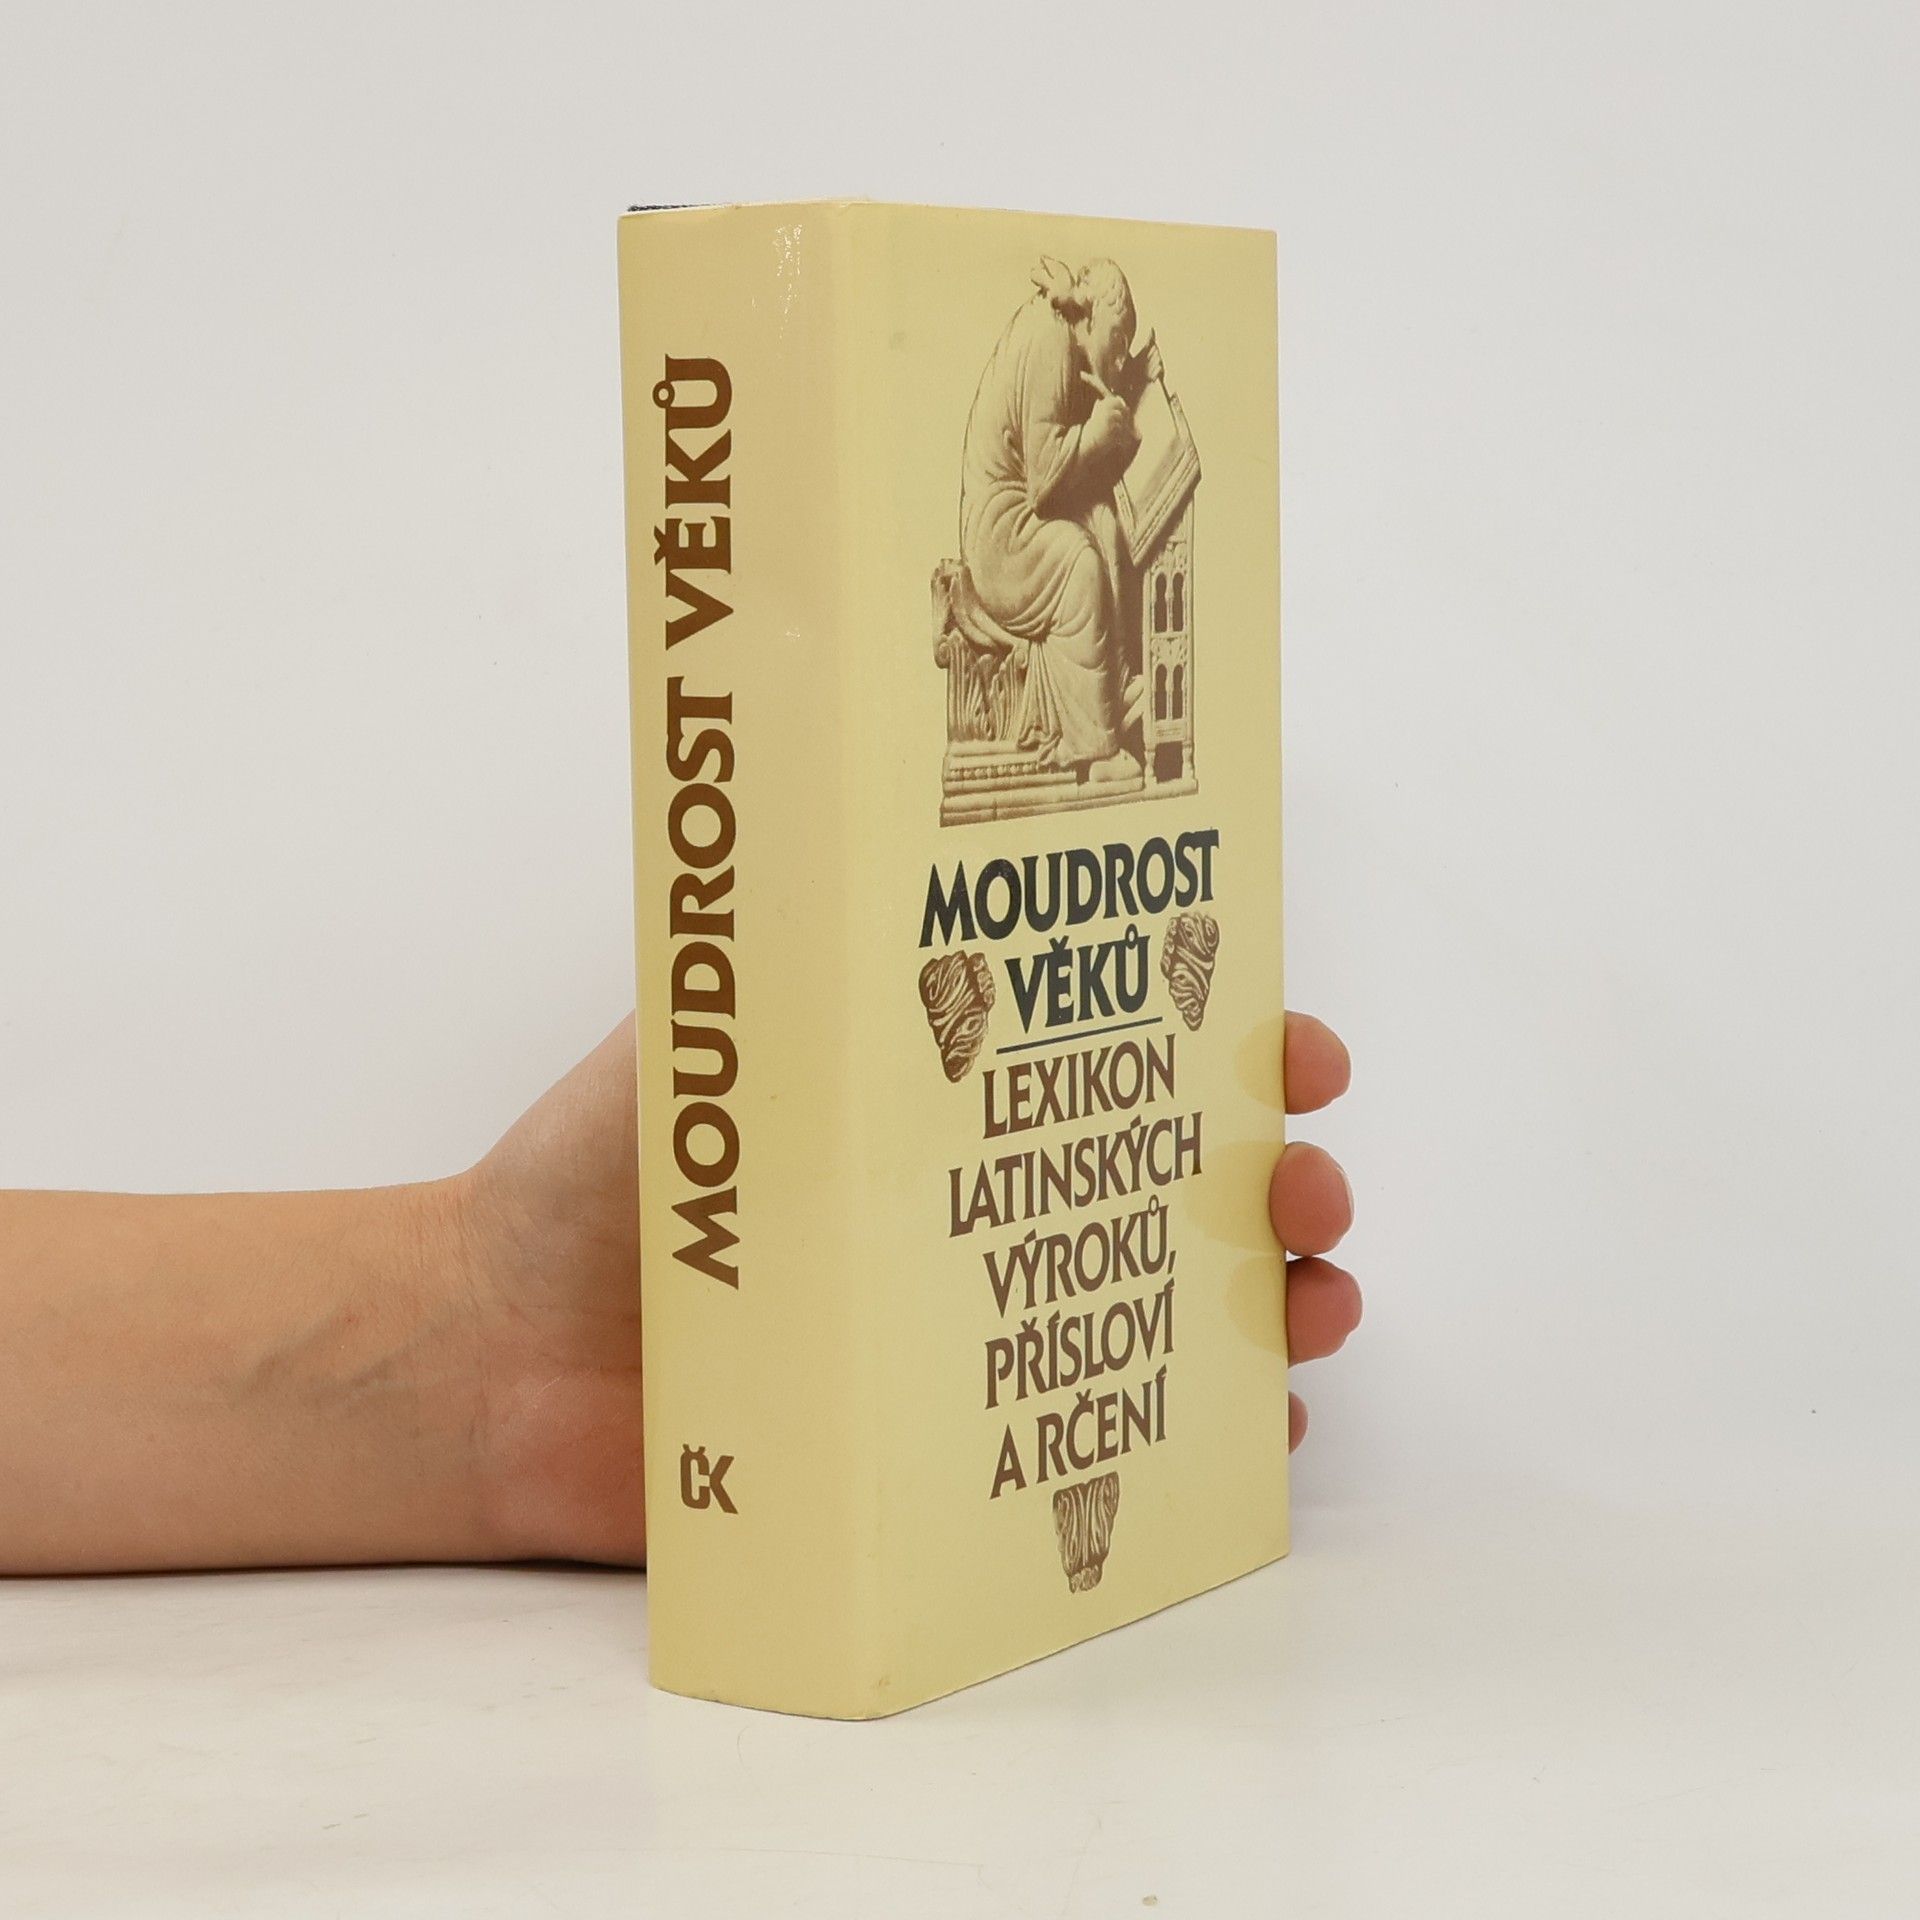 MOUDROST VĚKŮ
ČK
MOUDROST
VĚKŮ
LEXIKON
LATINSKÝCH
VÝROKŮ,
PŘÍSLOVÍ
A RČENÍ